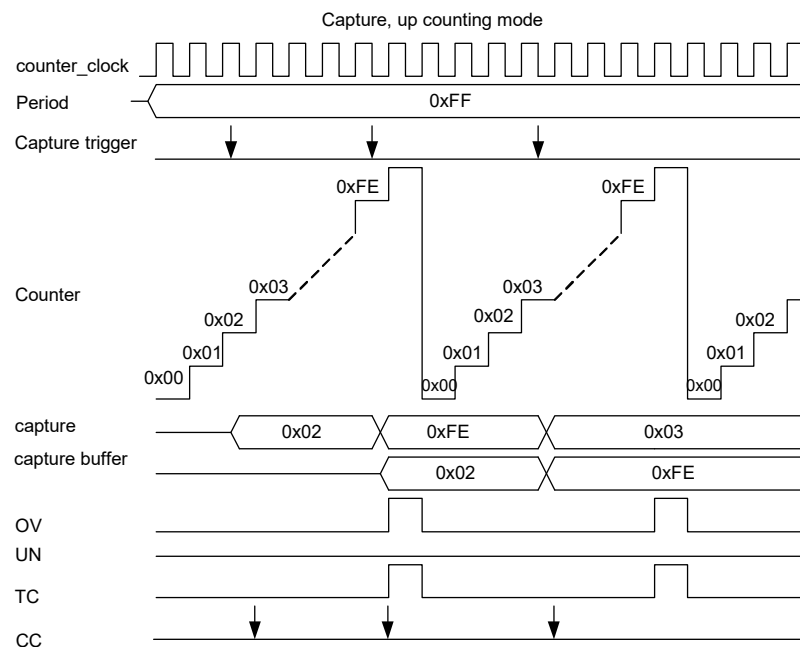 Capture, up counting mode
counter_clock
Period
0xFF
Capture trigger
0xFE
0xFE
Counter
0x03
0x03
0x02
0x02
0x02
0x01
0x01
0x01
0x00
0x00
0x00
capture
0x02
0xFE
0x03
capture buffer
0x02
0xFE
OV
UN
TC
CC